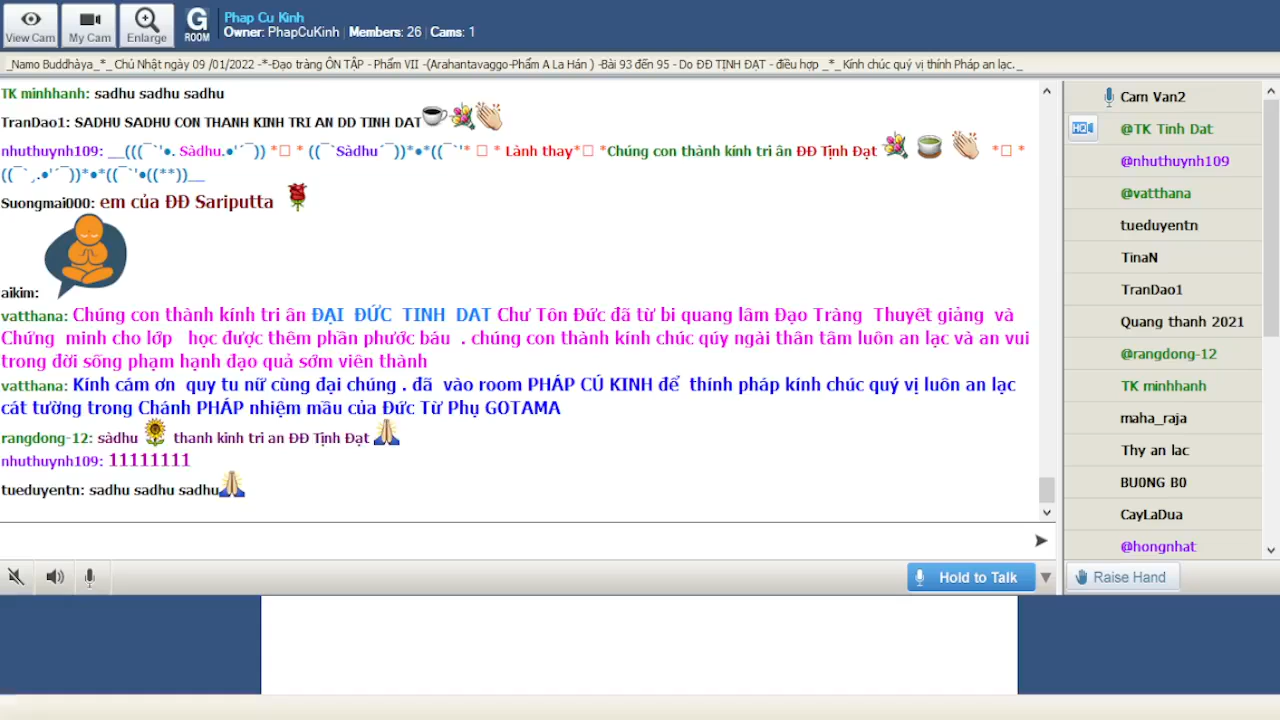 View Cam
My Cam
Enlarge
G
ROOM
Phap Cu Kinh
Owner: PhapCuKinh | Members: 26 | Cams: 1
_Namo Buddhàya_*_ Chủ Nhật ngày 09 /01/2022 -*-Đạo tràng ÔN TẬP - Phẩm VII -(Arahantavaggo-Phẩm A La Hán ) -Bài 93 đến 95 - Do ĐĐ TỊNH ĐẠT - điều hợp _*_ Kính chúc quý vị thính Pháp an lạc._
TK minhhanh: sadhu sadhu sadhu
TranDao1: SADHU SADHU CON THANH KINH TRI AN DD TINH DAT
nhuthuynh109: __(((¯`'•. Sàdhu.•'´¯)) *□ * ((¯`Sàdhu´¯))*•*((¯`'* □ * Lành thay*□ *Chúng con thành kính tri ân ĐĐ Tịnh Đạt *□ *
((¯`¸.•'´¯))*•*((¯`'•((**))__
Suongmai000: em của ĐĐ Sariputta
aikim:
vatthana: Chúng con thành kính tri ân ĐẠI ĐỨC TINH DAT Chư Tôn Đức đã từ bi quang lâm Đạo Tràng Thuyết giảng và
Chứng minh cho lớp học được thêm phần phước báu . chúng con thành kính chúc qúy ngài thân tâm luôn an lạc và an vui
trong đời sống phạm hạnh đạo quả sớm viên thành
vatthana: Kính cám ơn quy tu nữ cùng đại chúng . đã vào room PHÁP CÚ KINH để thính pháp kính chúc quý vị luôn an lạc
cát tường trong Chánh PHÁP nhiệm mầu của Đức Từ Phụ GOTAMA
rangdong-12: sàdhu thanh kinh tri an ĐĐ Tịnh Đạt
nhuthuynh109: 11111111
tueduyentn: sadhu sadhu sadhu
Hold to Talk
Cam Van2
HD
@TK Tinh Dat
@nhuthuynh109
@vatthana
tueduyentn
TinaN
TranDao1
Quang thanh 2021
@rangdong-12
TK minhhanh
maha_raja
Thy an lac
BU0NG B0
CayLaDua
@hongnhat
Raise Hand